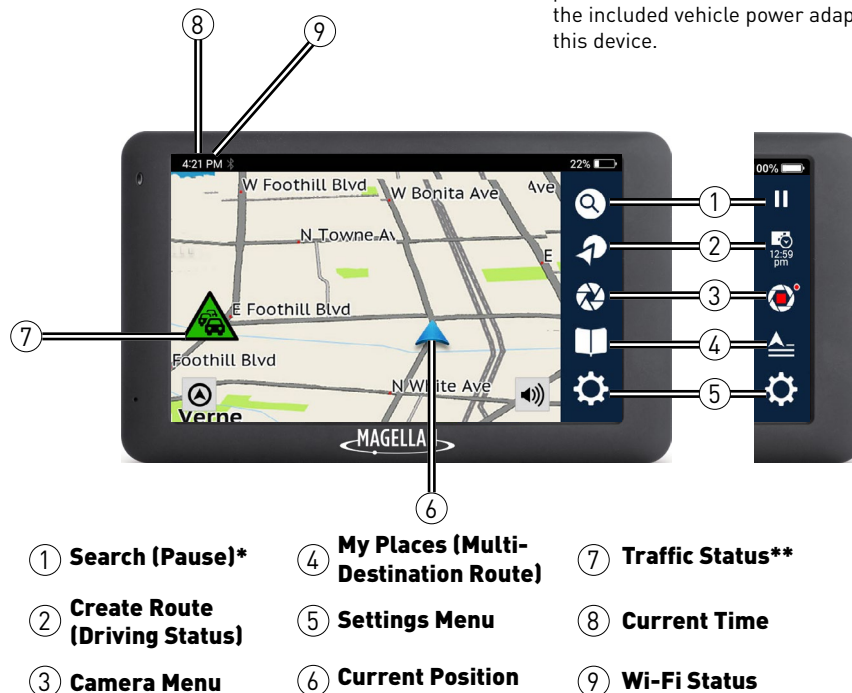 the included vehicle power adap
this device.
8
9
4:21 PM
22%
00%
W Foothill Blvd
W Bonita Ave
Ave
N Towne Av
E
E Foothill Blvd
Foothill Blvd
N White Ave
Verne
12:59
pm
MAGELLA
1
2
3
4
5
7
6
1 Search (Pause)*
2 Create Route
(Driving Status)
3 Camera Menu
4 My Places (Multi-
Destination Route)
5 Settings Menu
6 Current Position
7 Traffic Status**
8 Current Time
9 Wi-Fi Status